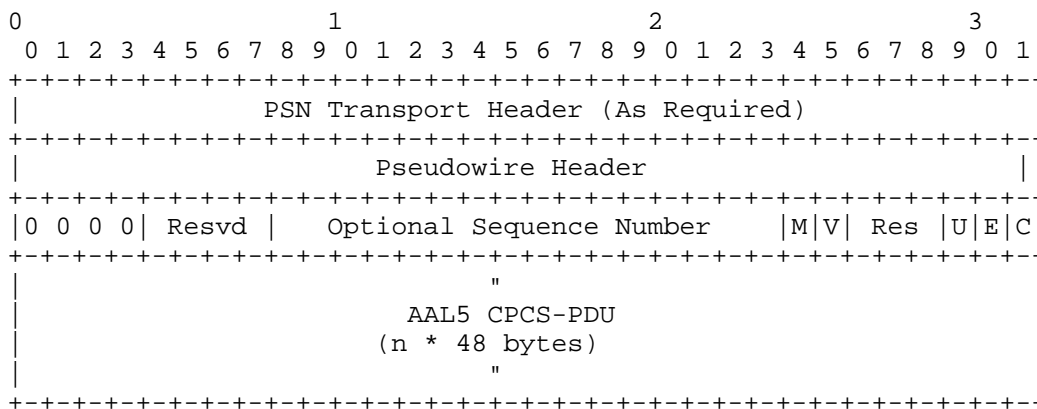 0                   1                   2                   3
 0 1 2 3 4 5 6 7 8 9 0 1 2 3 4 5 6 7 8 9 0 1 2 3 4 5 6 7 8 9 0 1
+-+-+-+-+-+-+-+-+-+-+-+-+-+-+-+-+-+-+-+-+-+-+-+-+-+-+-+-+-+-+-+-+--
|               PSN Transport Header (As Required)
+-+-+-+-+-+-+-+-+-+-+-+-+-+-+-+-+-+-+-+-+-+-+-+-+-+-+-+-+-+-+-+-+--
|                      Pseudowire Header                       |
+-+-+-+-+-+-+-+-+-+-+-+-+-+-+-+-+-+-+-+-+-+-+-+-+-+-+-+-+-+-+-+-+--
|0 0 0 0| Resvd |   Optional Sequence Number    |M|V| Res |U|E|C
+-+-+-+-+-+-+-+-+-+-+-+-+-+-+-+-+-+-+-+-+-+-+-+-+-+-+-+-+-+-+-+-+--
|                             "
|                        AAL5 CPCS-PDU
|                      (n * 48 bytes)
|                             "
+-+-+-+-+-+-+-+-+-+-+-+-+-+-+-+-+-+-+-+-+-+-+-+-+-+-+-+-+-+-+-+-+--